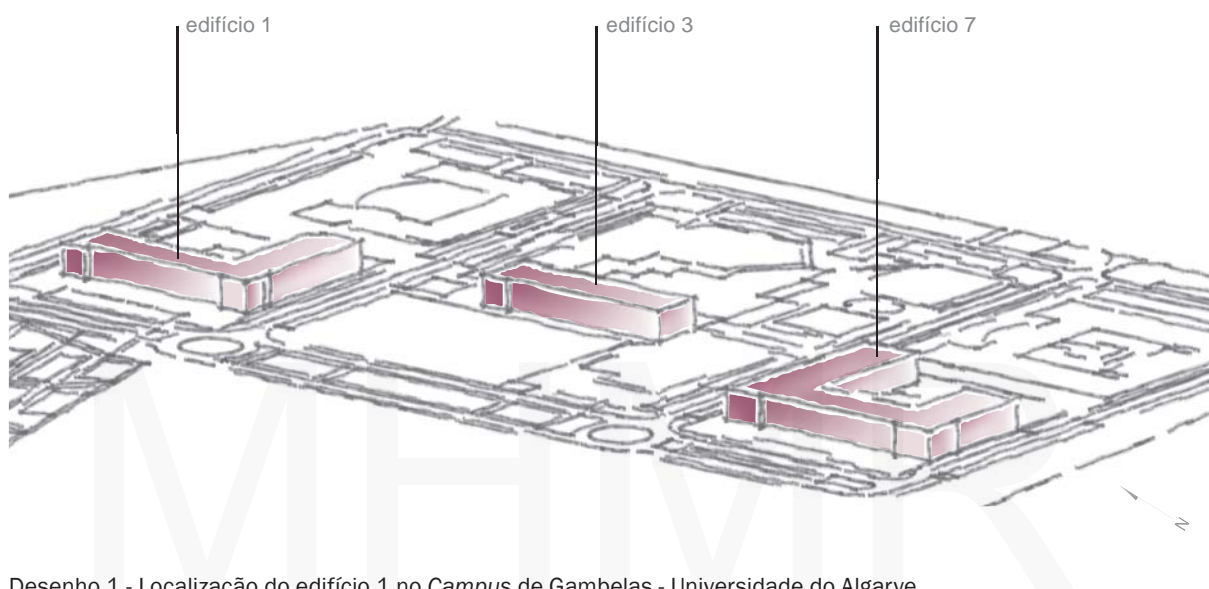 edifício 1
edifício 3
edifício 7
MHMR
N
Desenho 1 - Localização do edifício 1 no Campus de Gambelas - Universidade do Algarve